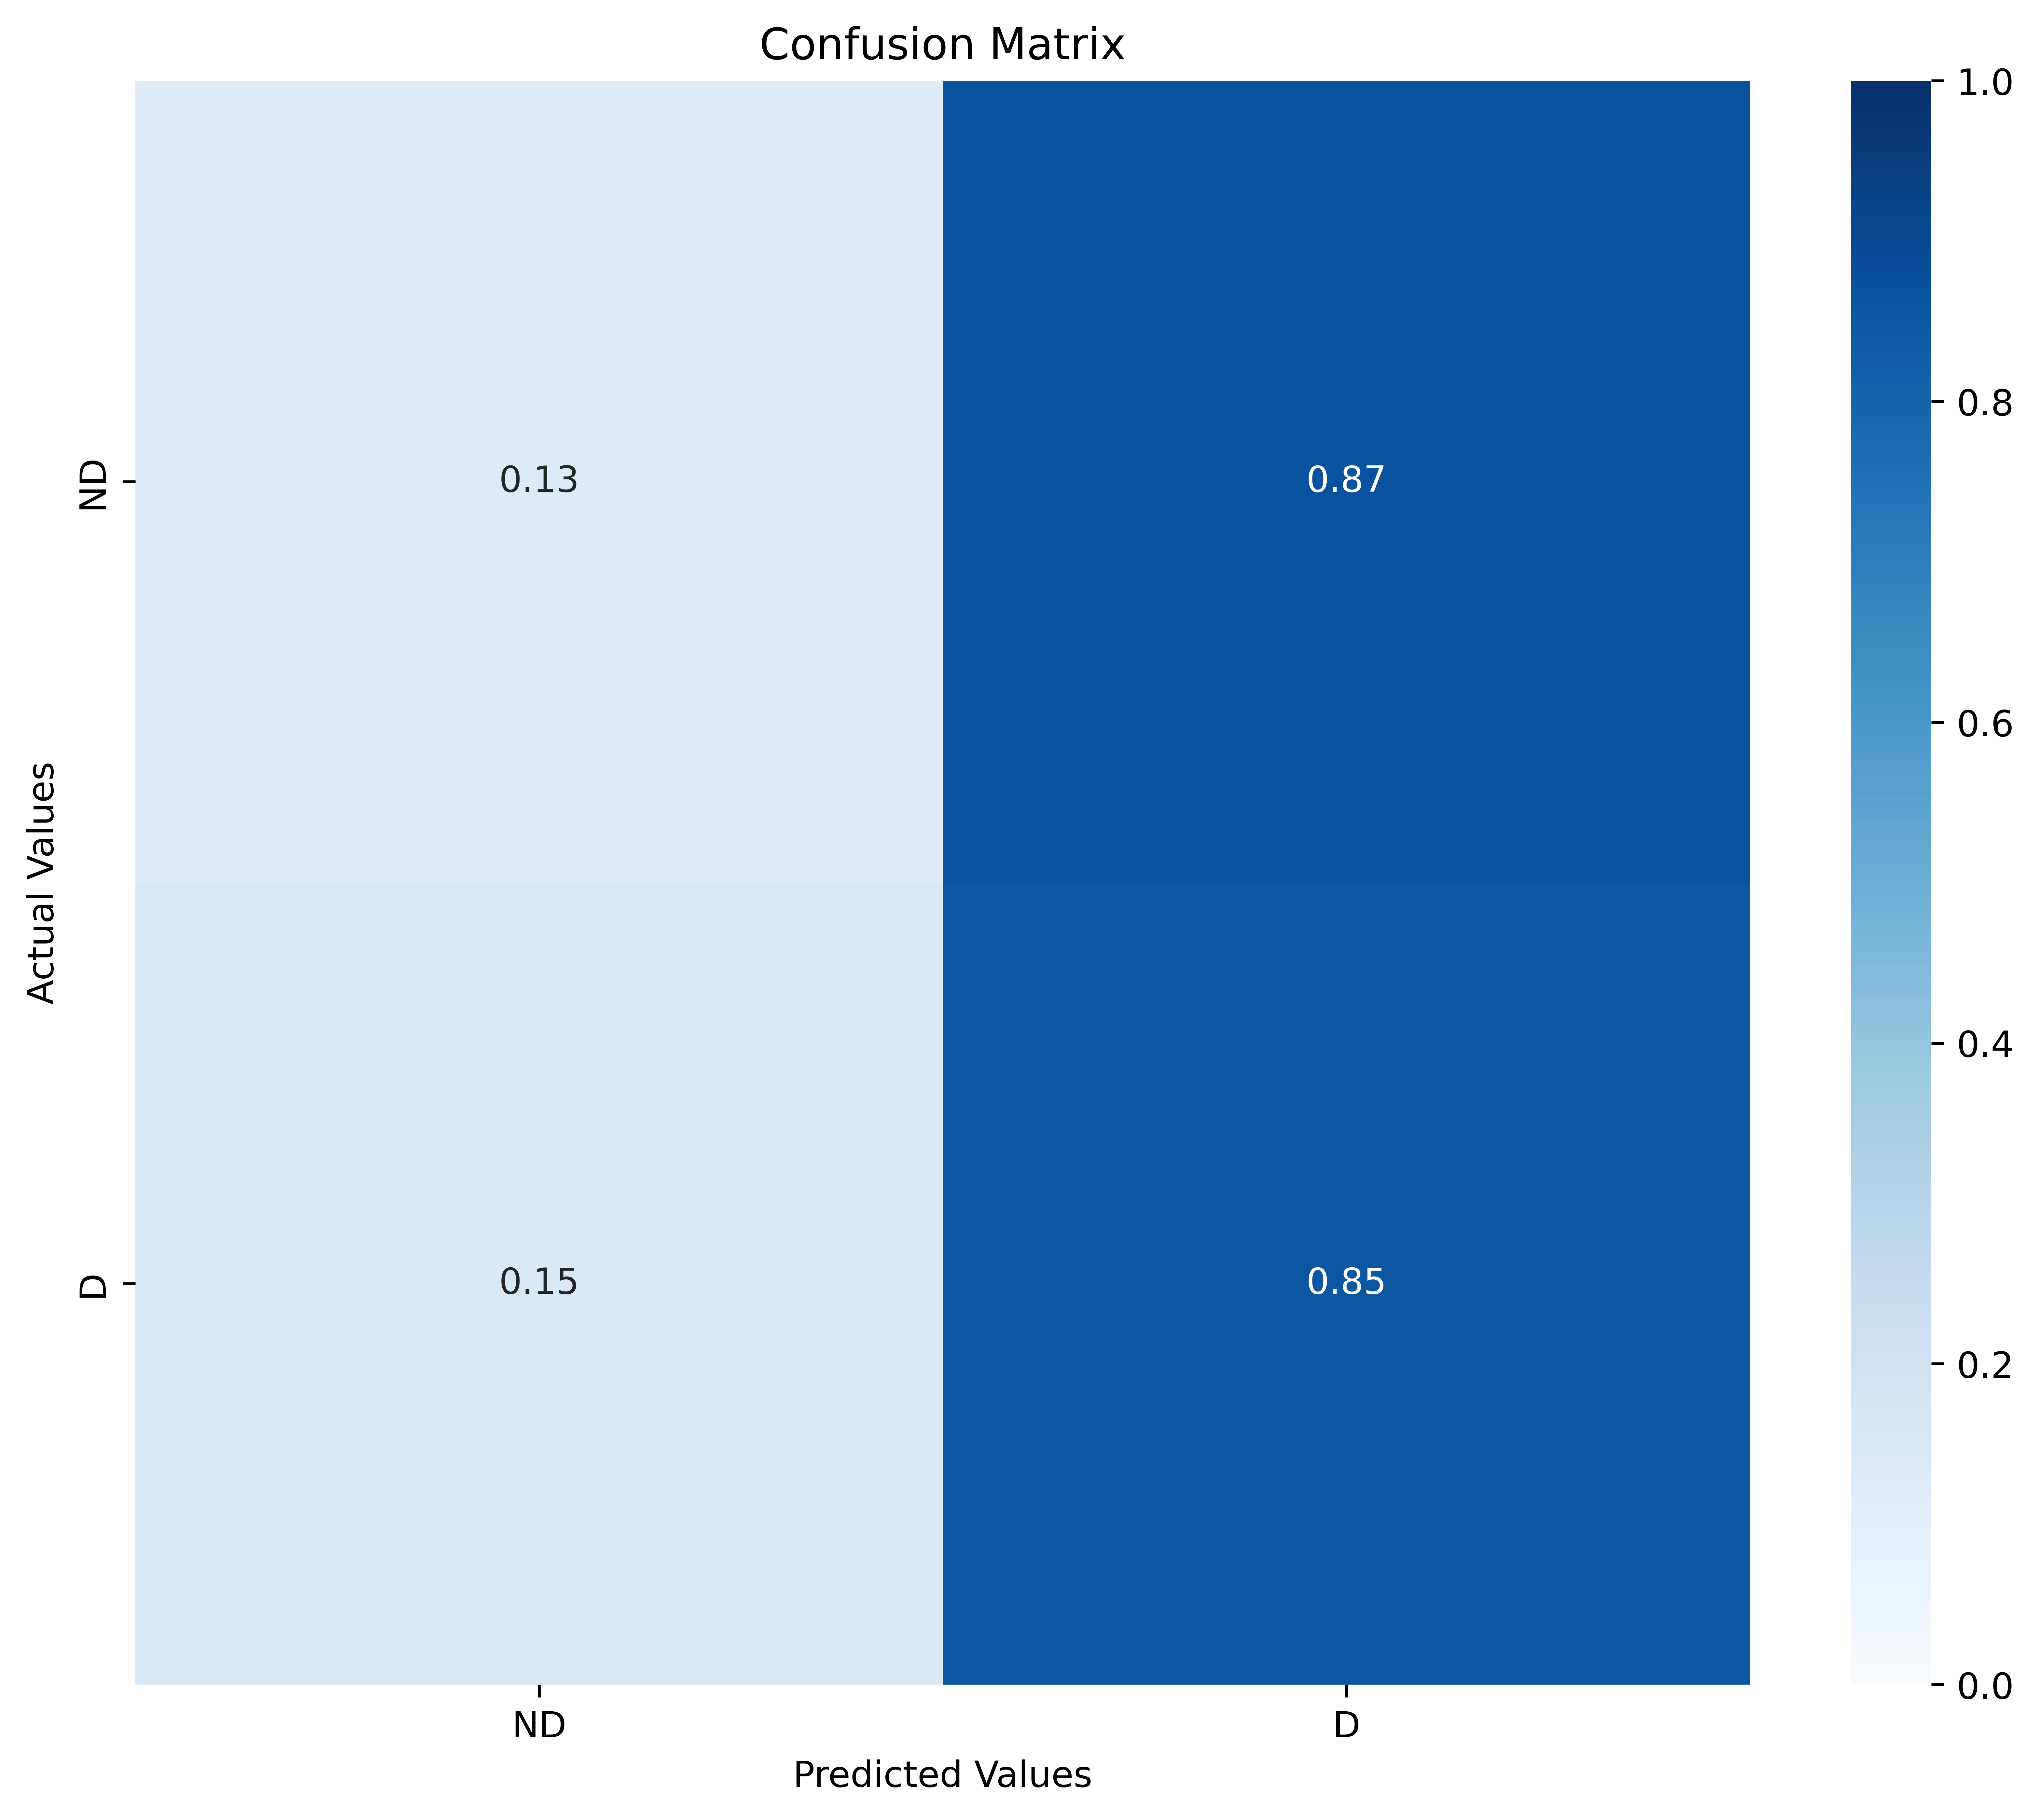 Confusion Matrix
1.0
0.8
0.6
0.4
0.2
0.0
Actual Values
ND
0.13 0.87
D
0.15 0.85
ND D
Predicted Values